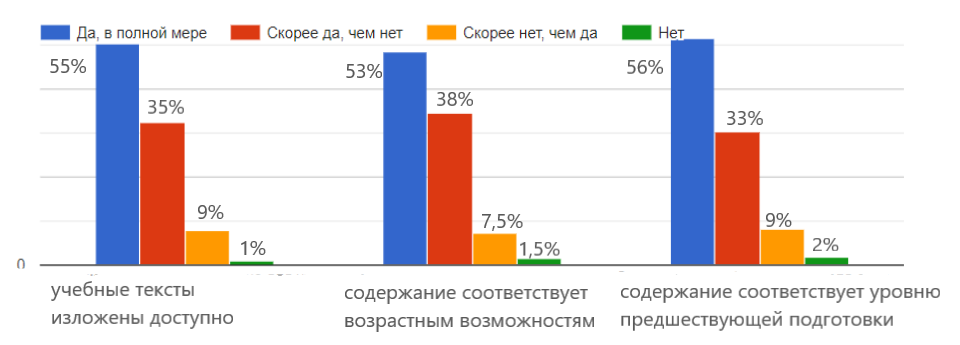 Да, в полной мере Скорее да, чем нет Скорее нет, чем да Нет
55% 53% 56%
35% 38% 33%
9% 7,5% 9%
1% 1,5% 2%
0
учебные тексты
изложены доступно
содержание соответствует
возрастным возможностям
содержание соответствует уровню
предшествующей подготовки